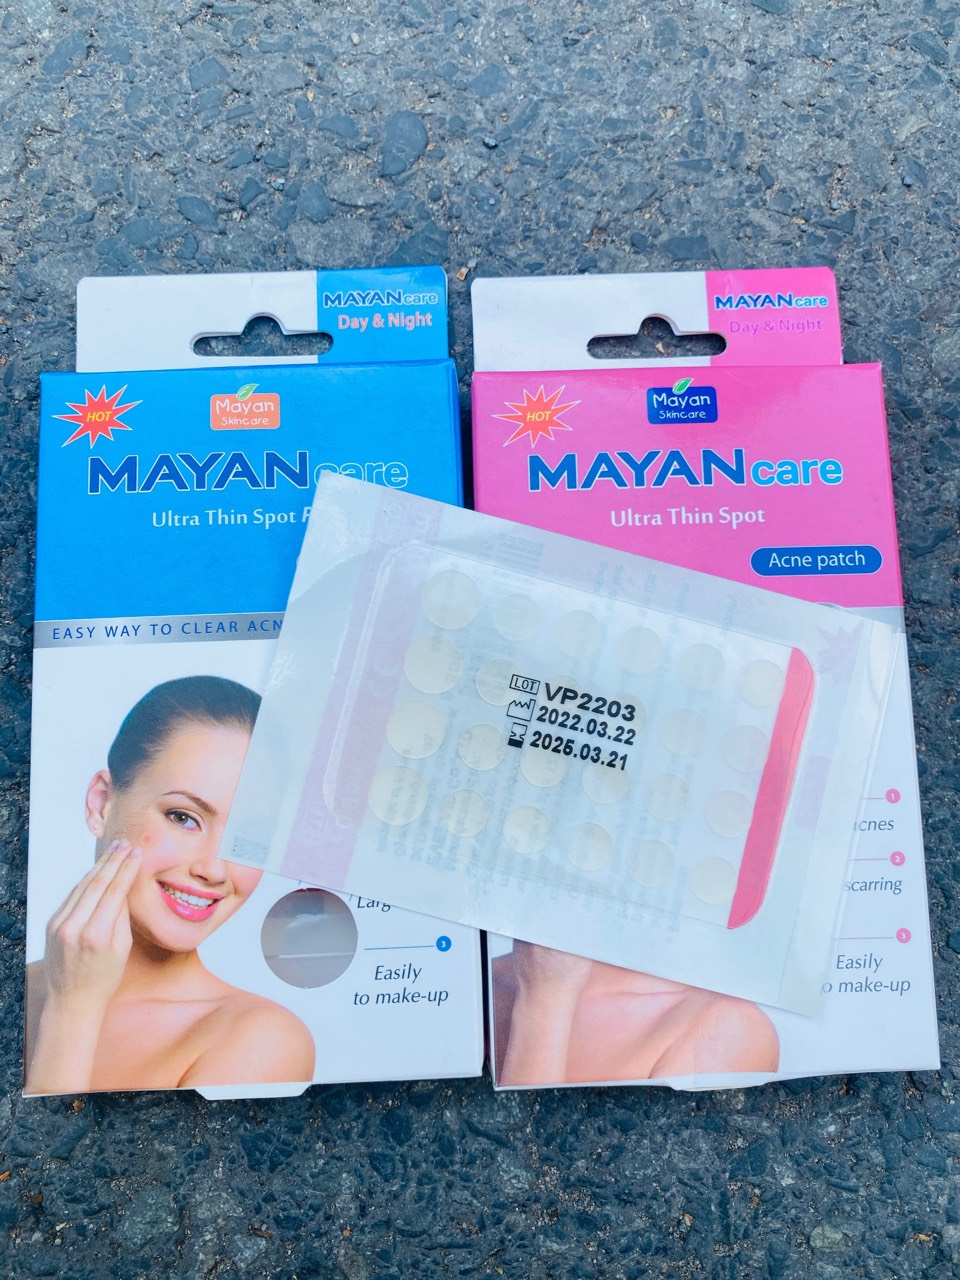 MAYANcare
Day & Night
HOT
Mayan
Skincare
MAYANcare
Ultra Thin Spot
EASY WAY TO CLEAR ACN
Larg
3
Easily
to make-up
MAYANcare
Day & Night
HOT
Mayan
Skincare
MAYANcare
Ultra Thin Spot
Acne patch
1
acnes
2
scarring
3
Easily
to make-up
LOT VP2203
2022.03.22
2025.03.21